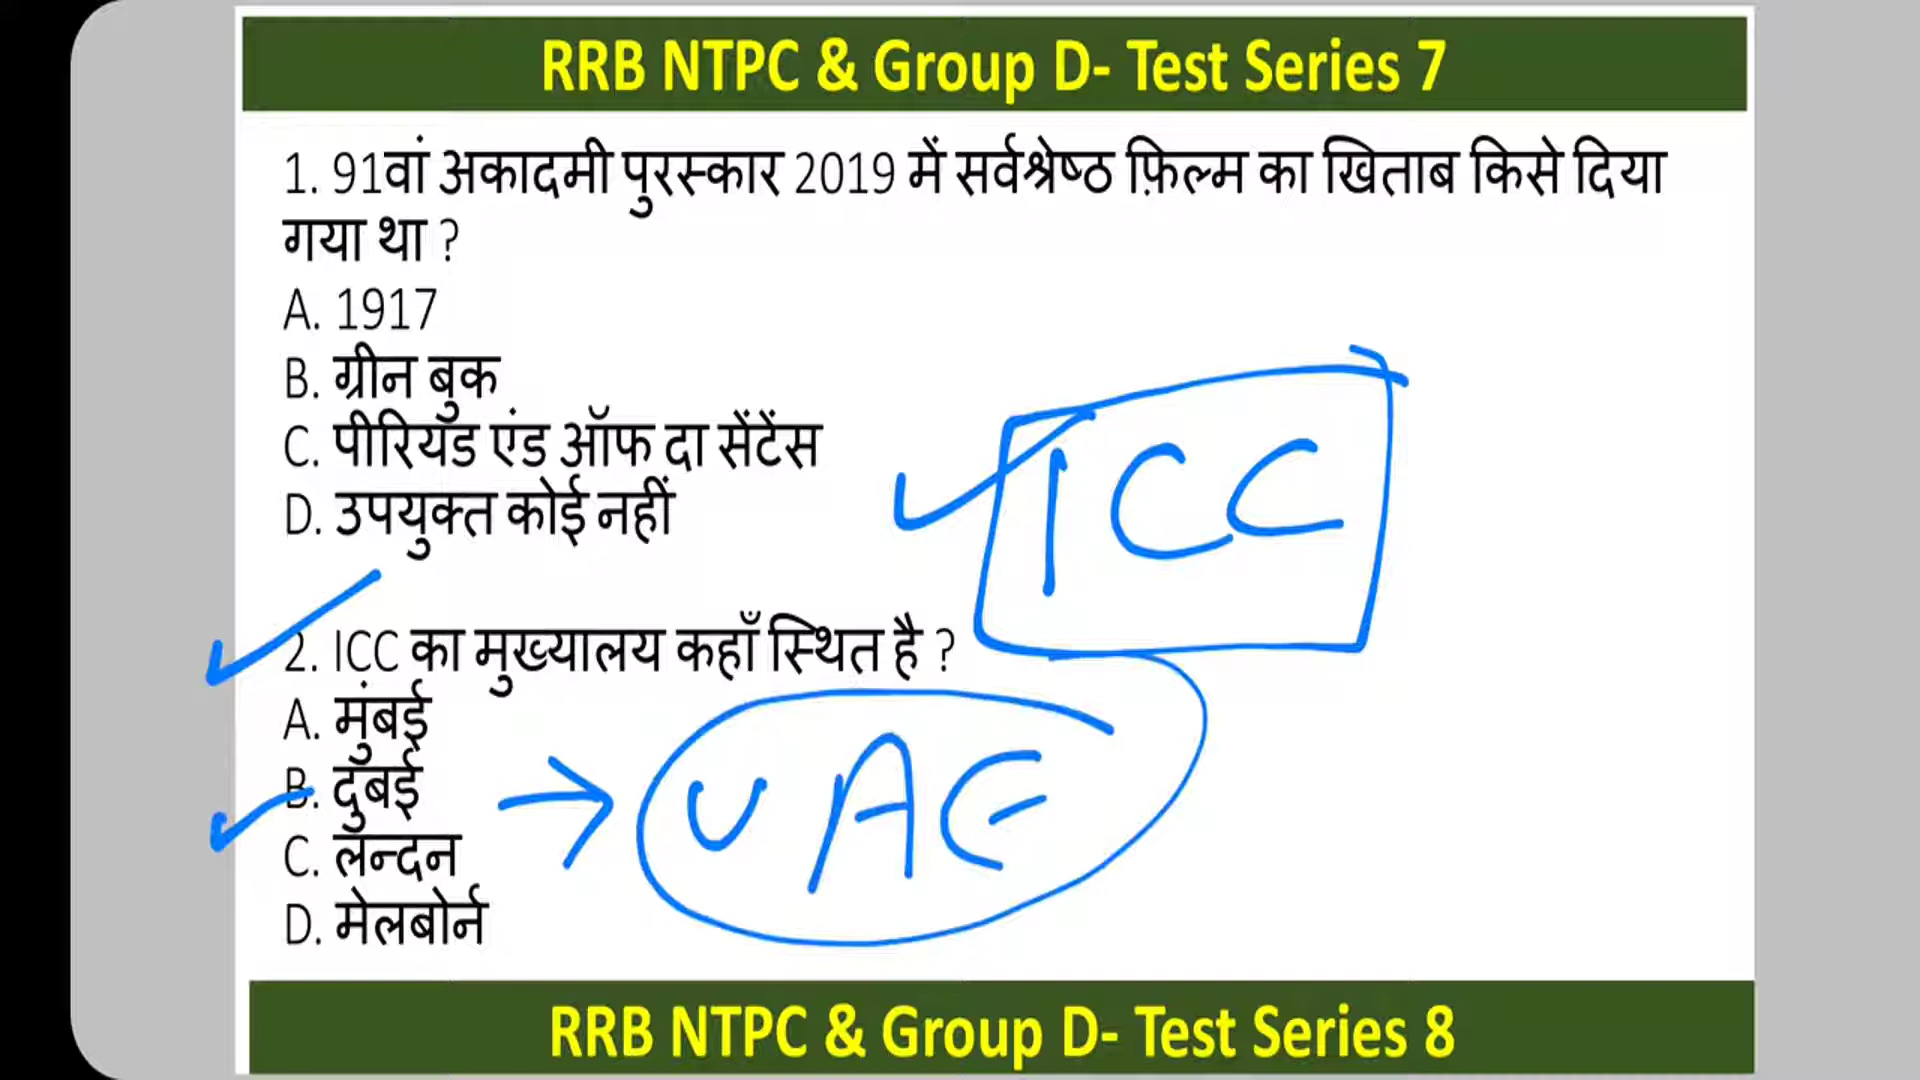 RRB NTPC & Group D- Test Series 7
1. 91वां अकादमी पुरस्कार 2019 में सर्वश्रेष्ठ फ़िल्म का खिताब किसे दिया
गया था ?
A. 1917
B. ग्रीन बुक
C. पीरियड एंड ऑफ दा सेंटेंस
D. उपयुक्त कोई नहीं
ICC
2. ICC का मुख्यालय कहाँ स्थित है ?
A. मुंबई
B. दुबई
UAE
C. लन्दन
D. मेलबोर्न
RRB NTPC & Group D- Test Series 8